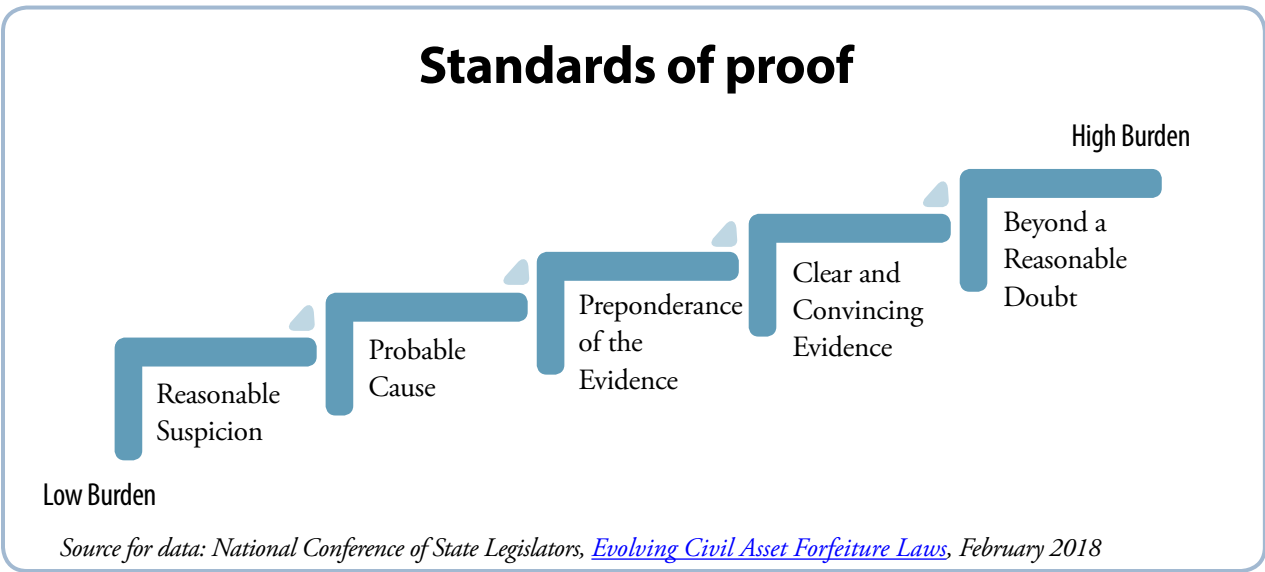 Standards of proof
High Burden
Beyond a
Reasonable
Doubt
Clear and
Convincing
Evidence
Preponderance
of the
Evidence
Probable
Cause
Reasonable
Suspicion
Low Burden
Source for data: National Conference of State Legislators, Evolving Civil Asset Forfeiture Laws, February 2018